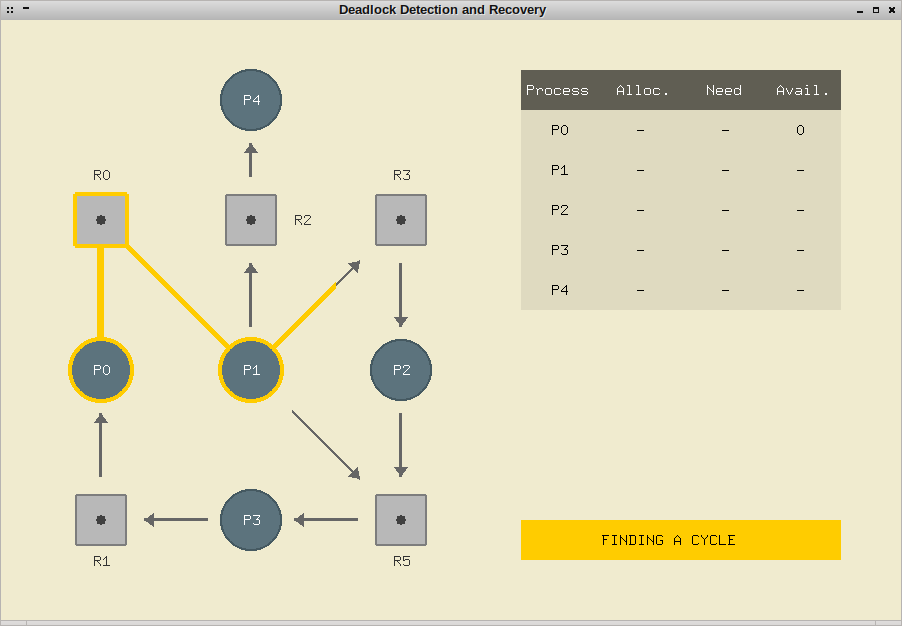 Deadlock Detection and Recovery
P4
R0
R2
R3
P0
P1
P2
P3
R1
R5
Process Alloc. Need Avail.
P0 - - 0
P1 - - -
P2 - - -
P3 - - -
P4 - - -
FINDING A CYCLE